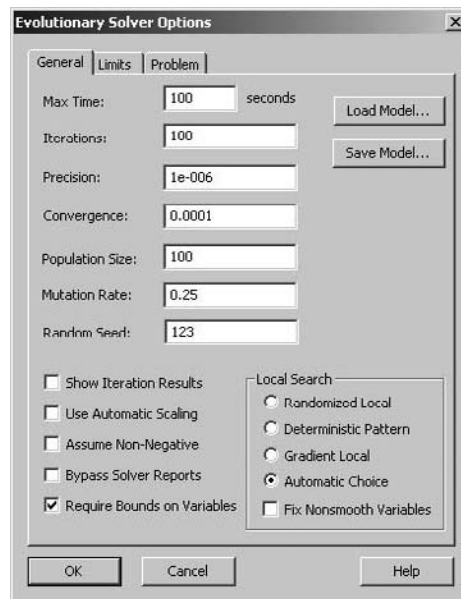 Evolutionary Solver Options
General Limits Problem
Max Time: 100 seconds
Load Model...
Iterations: 100
Save Model...
Precision: 1e-006
Convergence: 0.0001
Population Size: 100
Mutation Rate: 0.25
Random Seed: 123
Show Iteration Results
Use Automatic Scaling
Assume Non-Negative
Bypass Solver Reports
Require Bounds on Variables
Local Search
Randomized Local
Deterministic Pattern
Gradient Local
Automatic Choice
Fix Nonsmooth Variables
OK Cancel Help